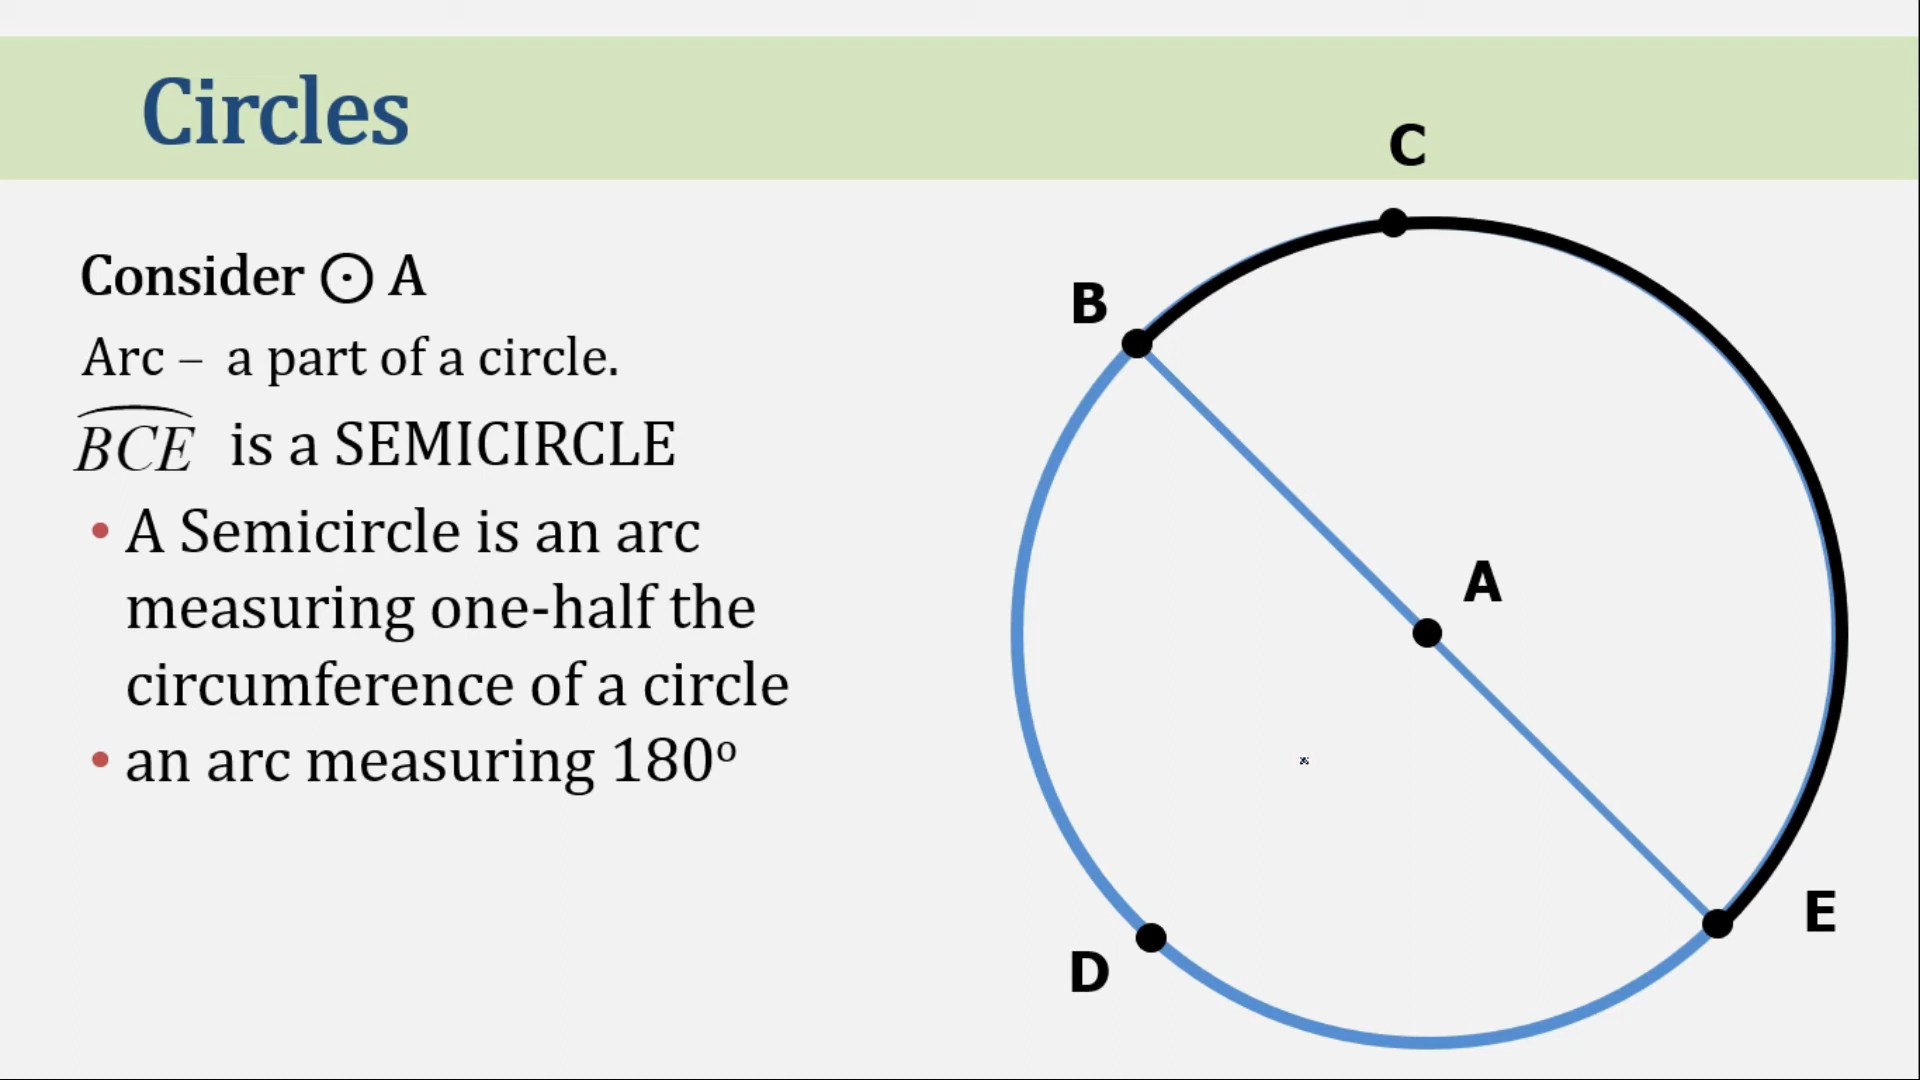 Circles
Consider ⊙ A
Arc – a part of a circle.
BCE is a SEMICIRCLE
• A Semicircle is an arc
measuring one-half the
circumference of a circle
• an arc measuring 180º
C
B
A
E
D